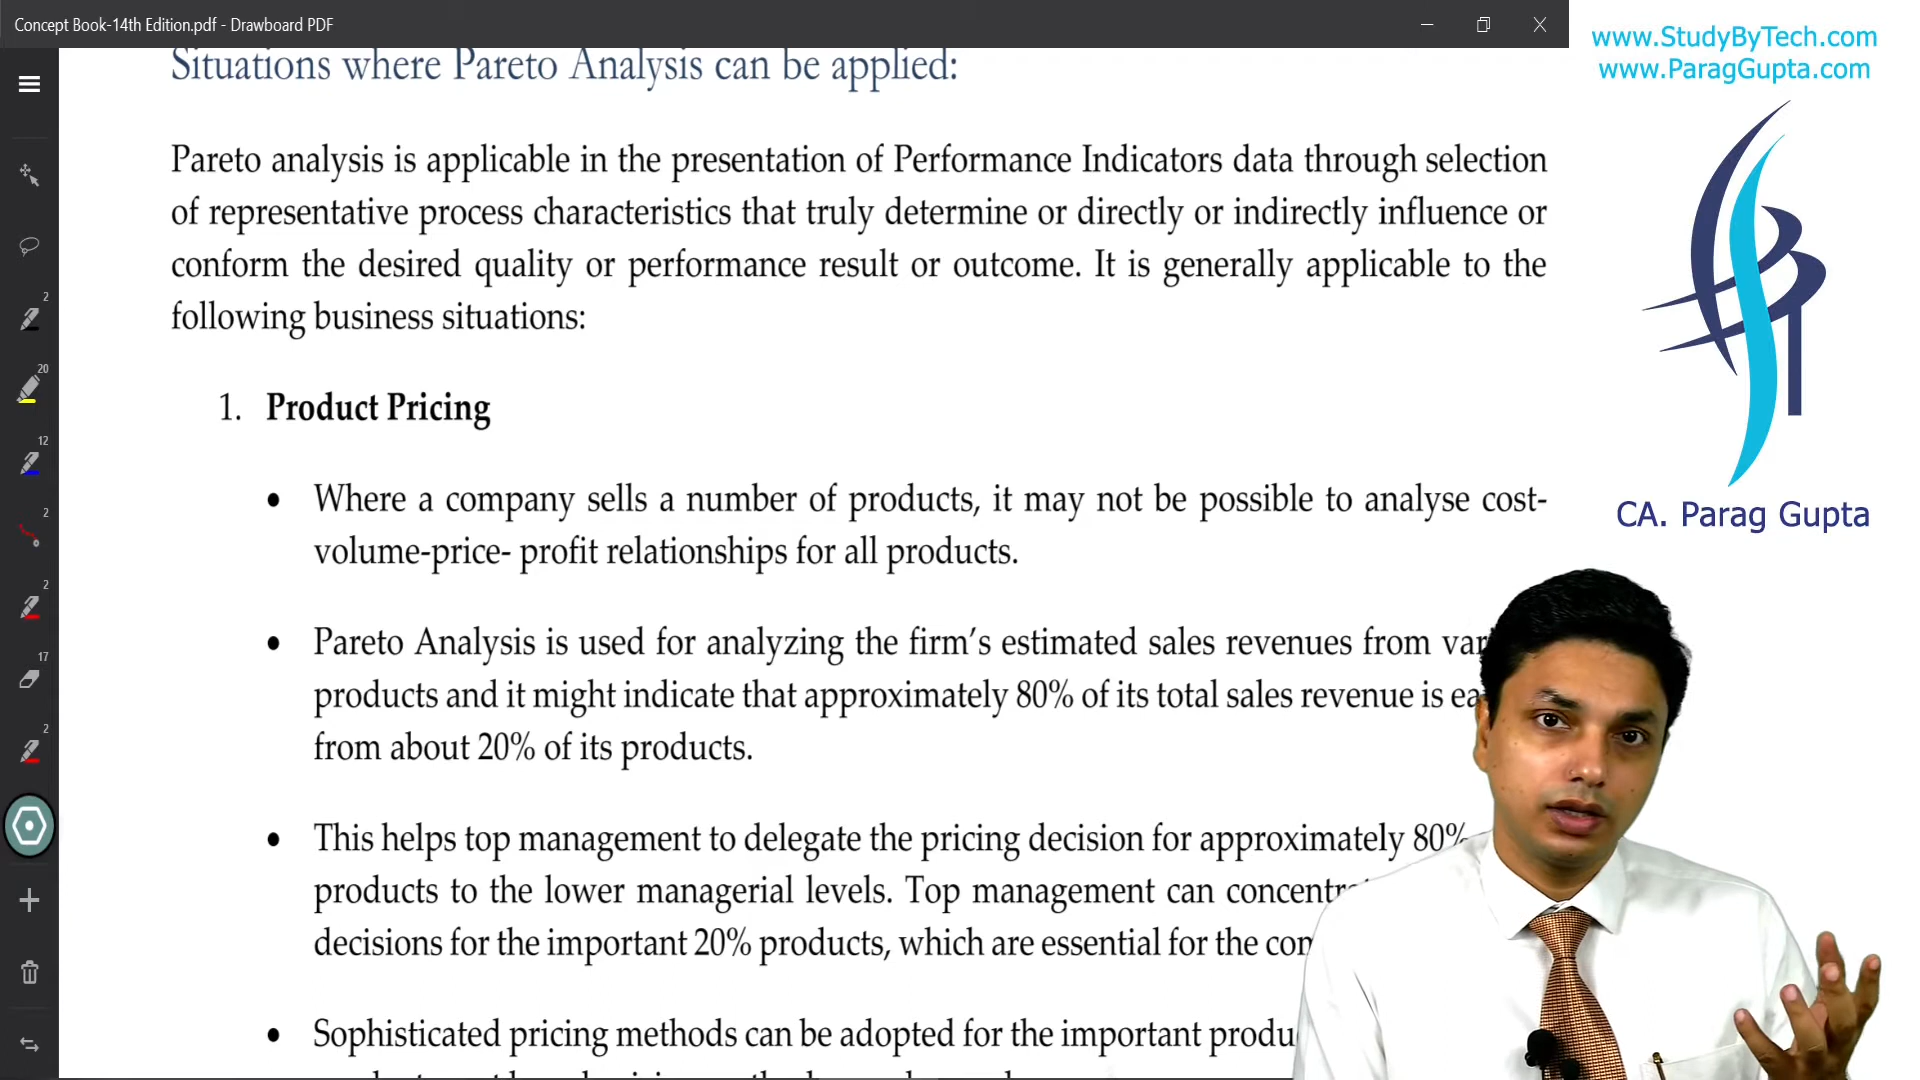 Concept Book-14th Edition.pdf - Drawboard PDF
www.StudyByTech.com
www.ParagGupta.com
Situations where Pareto Analysis can be applied:
Pareto analysis is applicable in the presentation of Performance Indicators data through selection
of representative process characteristics that truly determine or directly or indirectly influence or
conform the desired quality or performance result or outcome. It is generally applicable to the
following business situations:
1. Product Pricing
• Where a company sells a number of products, it may not be possible to analyse cost-
volume-price- profit relationships for all products.
• Pareto Analysis is used for analyzing the firm's estimated sales revenues from
products and it might indicate that approximately 80% of its total sales revenue is
from about 20% of its products.
• This helps top management to delegate the pricing decision for approximately 80%
products to the lower managerial levels. Top management can
decisions for the important 20% products, which are essential for the
• Sophisticated pricing methods can be adopted for the important
CA. Parag Gupta
2
20
12
2
2
17
2